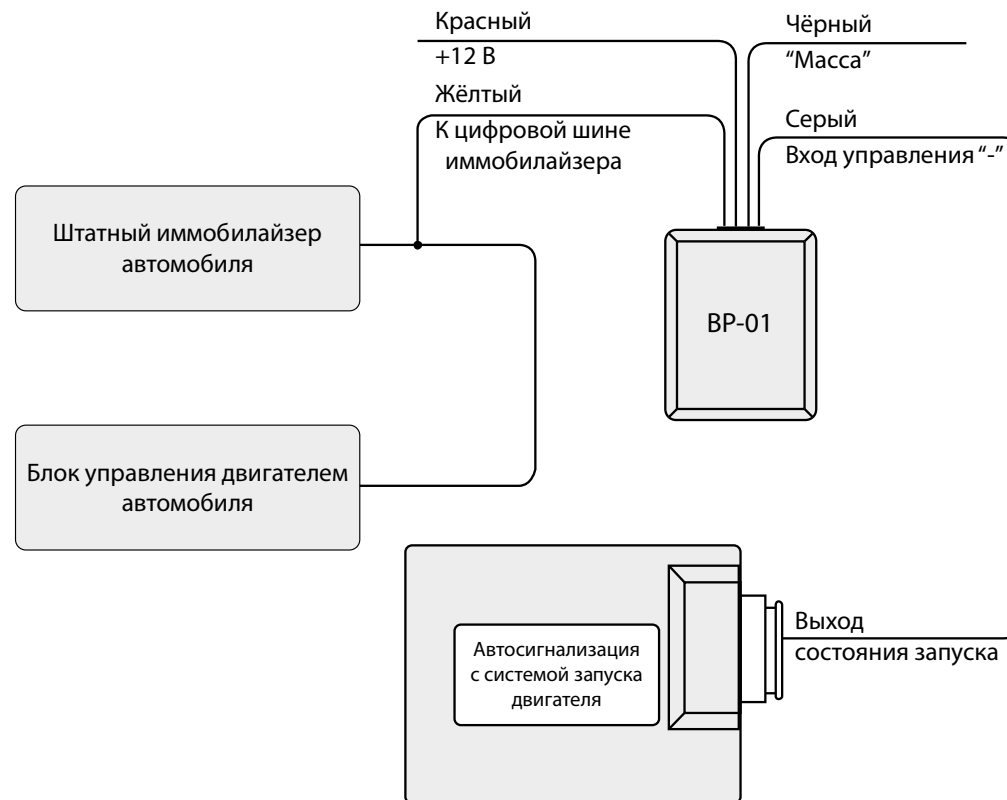 Красный
+12 В
Жёлтый
К цифровой шине
иммобилайзера
Чёрный
“Масса”
Серый
Вход управления “-”
Штатный иммобилайзер
автомобиля
BP-01
Блок управления двигателем
автомобиля
Автосигнализация
с системой запуска
двигателя
Выход
состояния запуска